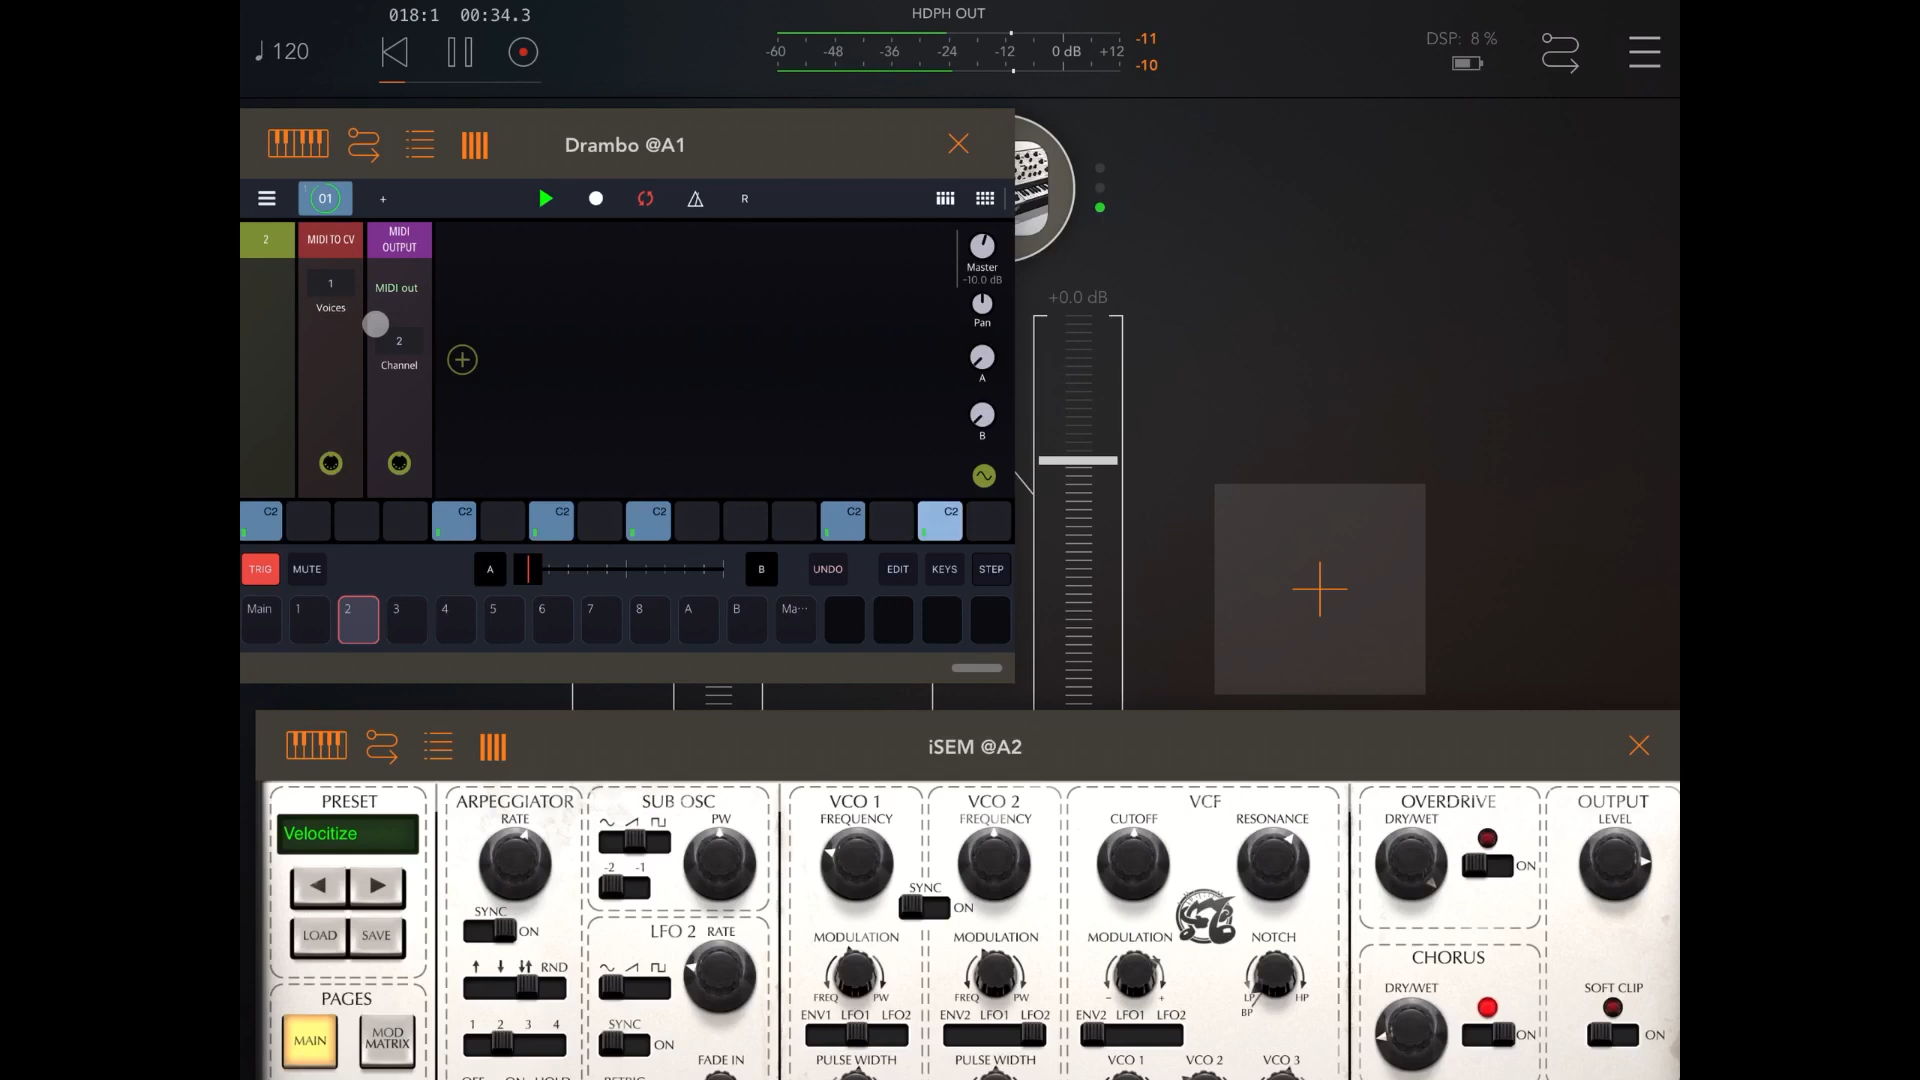 018:1 00:34.3
HDPH OUT
♩ 120
-60 -48 -36 -24 -12 0 dB +12
-11
-10
DSP: 8 %
Drambo @A1
1 01 + R
2 MIDI TO CV MIDI OUTPUT
1
Voices
MIDI out
2
Channel
Master
-10.0 dB
Pan
A
B
+0.0 dB
C2 C2 C2 C2 C2 C2
TRIG MUTE A B UNDO EDIT KEYS STEP
Main 1 2 3 4 5 6 7 8 A B Ma···
iSEM @A2
PRESET
Velocitize
LOAD SAVE
PAGES
MAIN
MOD MATRIX
ARPEGGIATOR
RATE
SYNC
ON
RND
1 2 3 4
OFF ON HOLD
SUB OSC
PW
-2 -1
LFO 2 RATE
SYNC
ON
FADE IN
RETRIG
VCO 1
FREQUENCY
SYNC
ON
MODULATION
FREQ PW
ENV1 LFO1 LFO2
PULSE WIDTH
VCO 2
FREQUENCY
MODULATION
FREQ PW
ENV2 LFO1 LFO2
PULSE WIDTH
VCF
CUTOFF RESONANCE
MODULATION NOTCH
- +
LP HP
BP
ENV2 LFO1 LFO2
VCO 1 VCO 2 VCO 3
OVERDRIVE
DRY/WET
ON
CHORUS
DRY/WET
ON
OUTPUT
LEVEL
SOFT CLIP
ON